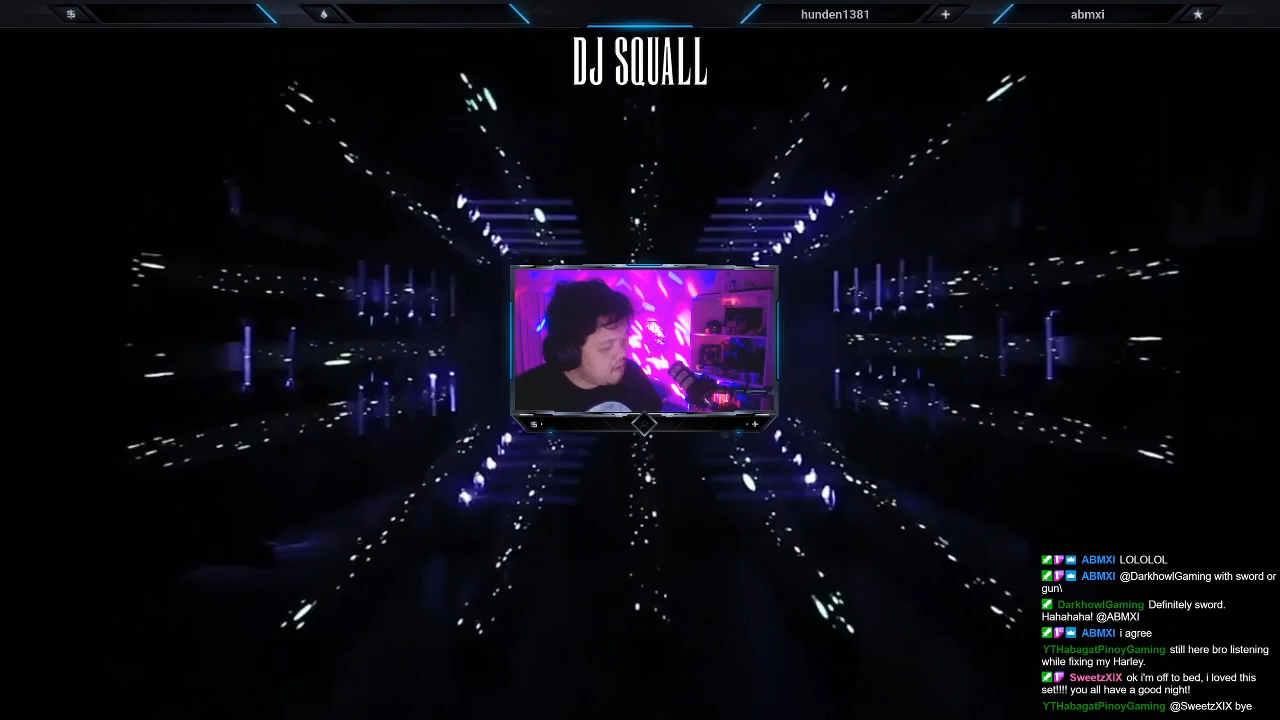 hunden1381
abmxi
DJ SQUALL
ABMXI LOLOLOL
ABMXI @DarkhowlGaming with sword or
gun\
DarkhowlGaming Definitely sword.
Hahahaha! @ABMXI
ABMXI i agree
YTHabagatPinoyGaming still here bro listening
while fixing my Harley.
SweetzXIX ok i'm off to bed, i loved this
set!!!! you all have a good night!
YTHabagatPinoyGaming @SweetzXIX bye